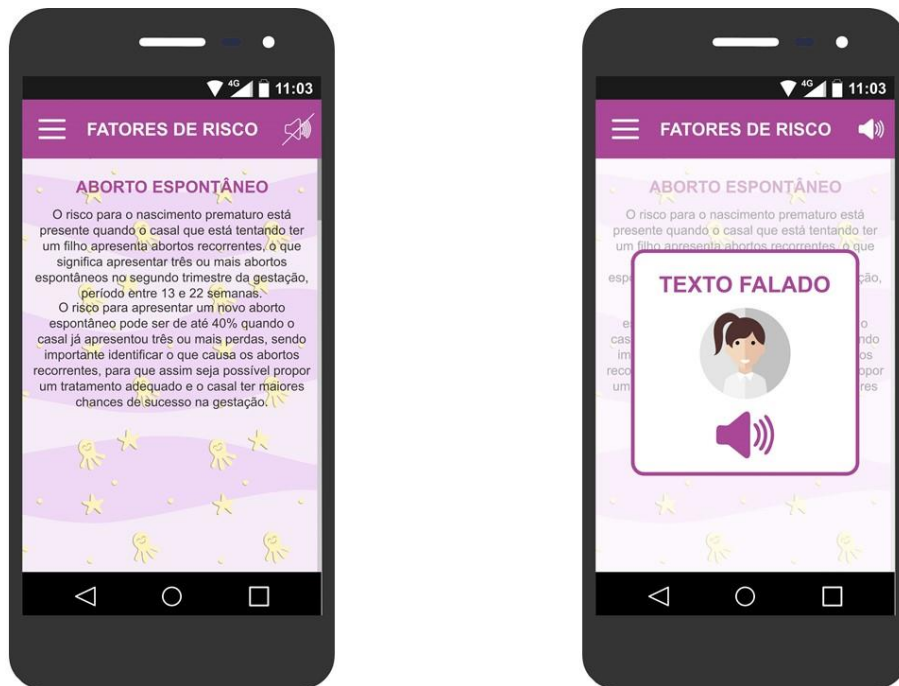 4G 11:03
FATORES DE RISCO
ABORTO ESPONTÂNEO
O risco para o nascimento prematuro está
presente quando o casal que está tentando ter
um filho apresenta abortos recorrentes, o que
significa apresentar três ou mais abortos
espontâneos no segundo trimestre da gestação,
período entre 13 e 22 semanas.
O risco para apresentar um novo aborto
espontâneo pode ser de até 40% quando o
casal já apresentou três ou mais perdas, sendo
importante identificar o que causa os abortos
recorrentes, para que assim seja possível propor
um tratamento adequado e o casal ter maiores
chances de sucesso na gestação.
4G 11:03
FATORES DE RISCO
ABORTO ESPONTÂNEO
O risco para o nascimento prematuro está
presente quando o casal que está tentando ter
um filho apresenta abortos recorrentes, o que
TEXTO FALADO